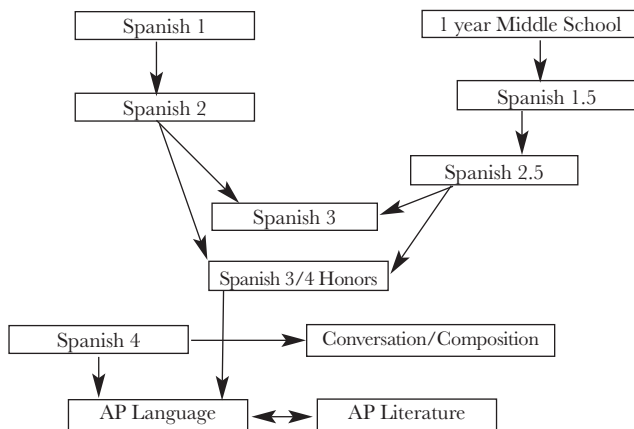 Spanish 1
1 year Middle School
Spanish 2
Spanish 1.5
Spanish 2.5
Spanish 3
Spanish 3/4 Honors
Spanish 4
Conversation/Composition
AP Language
AP Literature